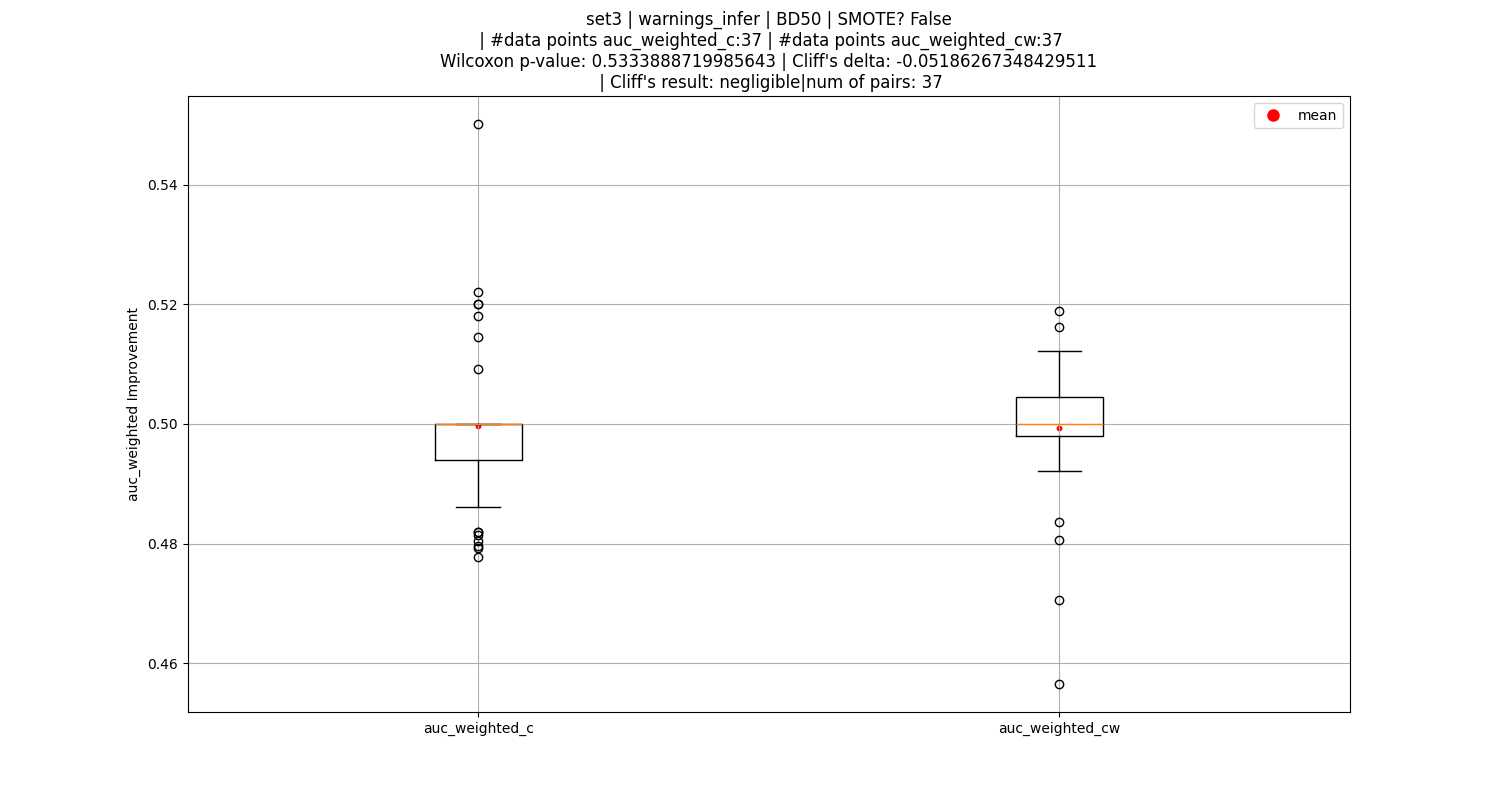 set3 | warnings_infer | BD50 | SMOTE? False
| #data points auc_weighted_c:37 | #data points auc_weighted_cw:37
Wilcoxon p-value: 0.5333888719985643 | Cliff's delta: -0.05186267348429511
| Cliff's result: negligible|num of pairs: 37
mean
0.54
0.52
0.50
0.48
0.46
auc_weighted Improvement
auc_weighted_c
auc_weighted_cw